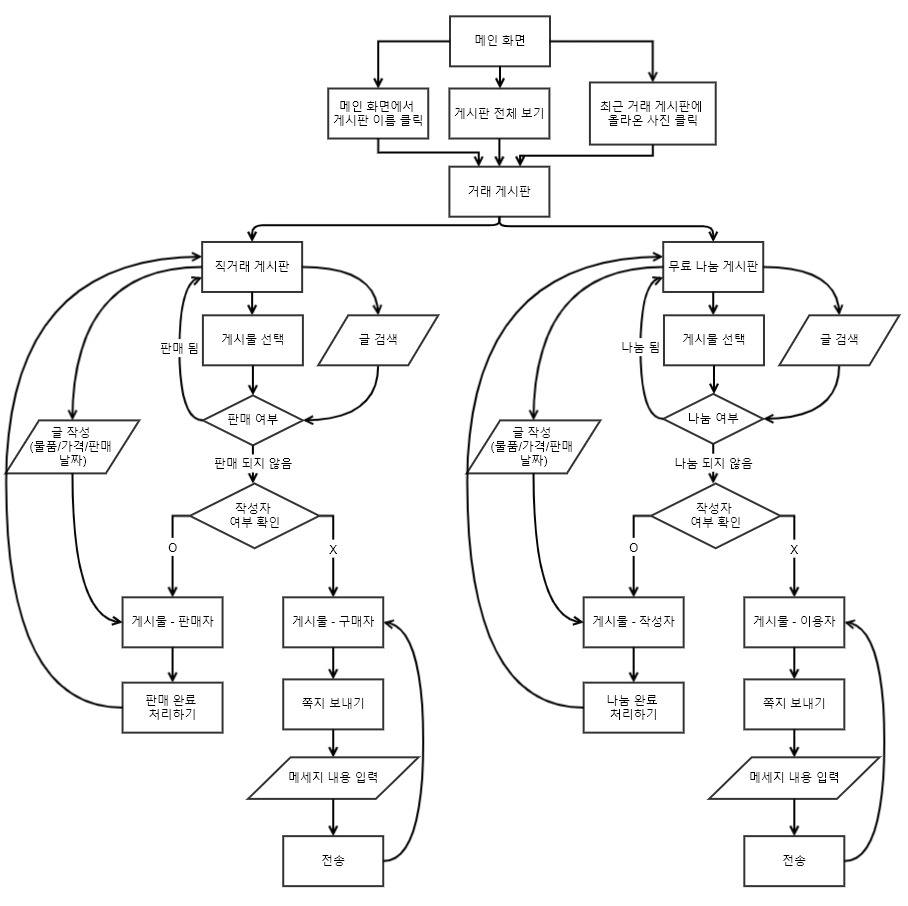 메인 화면
메인 화면에서
게시판 이름 클릭
게시판 전체 보기
최근 거래 게시판에
올라온 사진 클릭
거래 게시판
직거래 게시판
게시물 선택
글 검색
판매 됨
판매 여부
글 작성
(물품/가격/판매
날짜)
판매 되지 않음
작성자
여부 확인
O
X
게시물 - 판매자
게시물 - 구매자
판매 완료
처리하기
쪽지 보내기
메세지 내용 입력
전송
무료 나눔 게시판
게시물 선택
글 검색
나눔 됨
나눔 여부
글 작성
(물품/가격/판매
날짜)
나눔 되지 않음
작성자
여부 확인
O
X
게시물 - 작성자
게시물 - 이용자
나눔 완료
처리하기
쪽지 보내기
메세지 내용 입력
전송